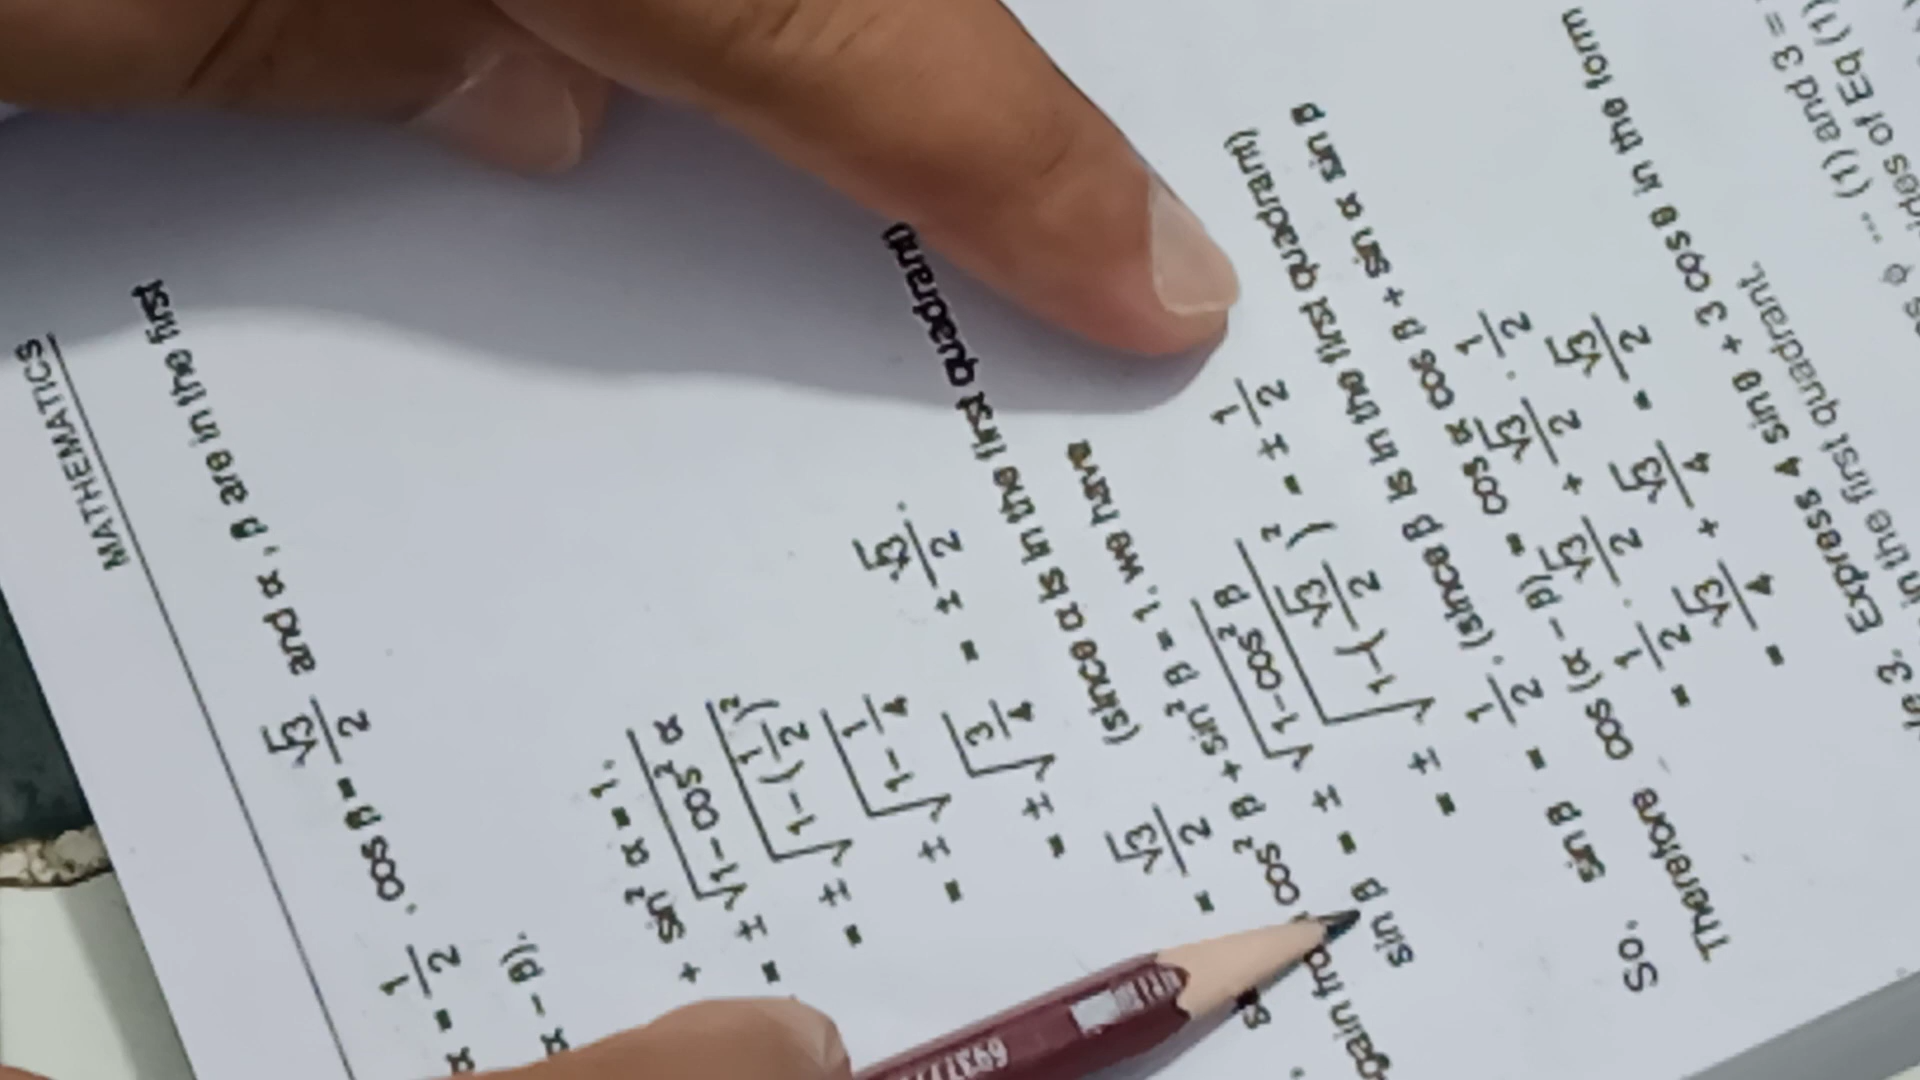 MATHEMATICS
α = 1/2, cos β = √3/2 and α, β are in the first
α − β).
+ sin² α = 1.
= ± √(1 − cos² α)
= ± √(1 − (1/2)²)
= ± √(1 − 1/4)
= ± √(3/4) = ± √3/2.
= √3/2 (since α is in the first quadrant)
cos² β + sin² β = 1, we have
sin β = ± √(1 − cos² β)
= ± √(1 − (√3/2)²) = ± 1/2
So, sin β = 1/2. (since β is in the first quadrant)
Therefore cos (α − β) = cos α cos β + sin α sin β
= 1/2 · √3/2 + √3/2 · 1/2
= √3/4 + √3/4 = √3/2
3. Express 4 sin θ + 3 cos θ in the form
in the first quadrant.
φ ... (1) and 3 =
sides of Eq (1)
69377